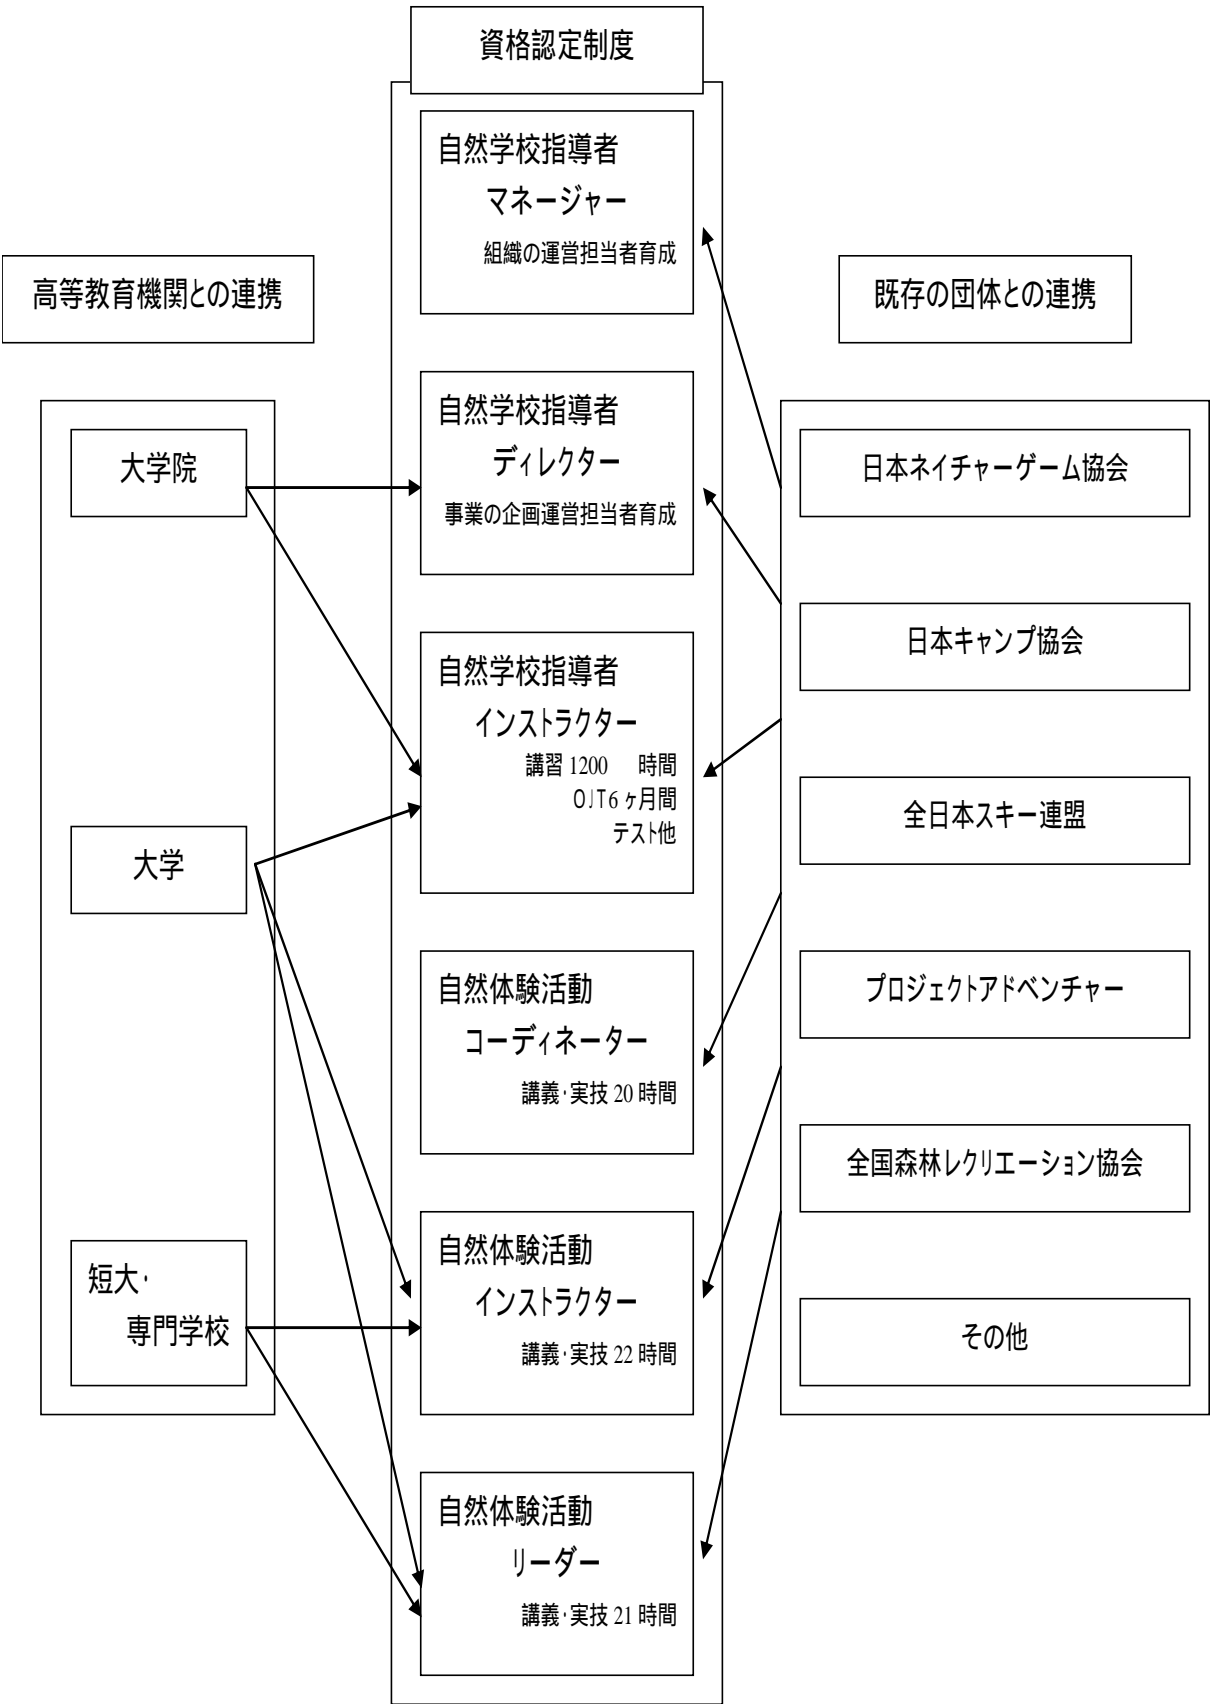 資格認定制度
自然学校指導者
マネージャー
組織の運営担当者育成
自然学校指導者
ディレクター
事業の企画運営担当者育成
自然学校指導者
インストラクター
講習 1200 時間
OJT6 ヶ月間
テスト他
自然体験活動
コーディネーター
講義・実技 20 時間
自然体験活動
インストラクター
講義・実技 22 時間
自然体験活動
リーダー
講義・実技 21 時間
高等教育機関との連携
大学院
大学
短大・
専門学校
既存の団体との連携
日本ネイチャーゲーム協会
日本キャンプ協会
全日本スキー連盟
プロジェクトアドベンチャー
全国森林レクリエーション協会
その他